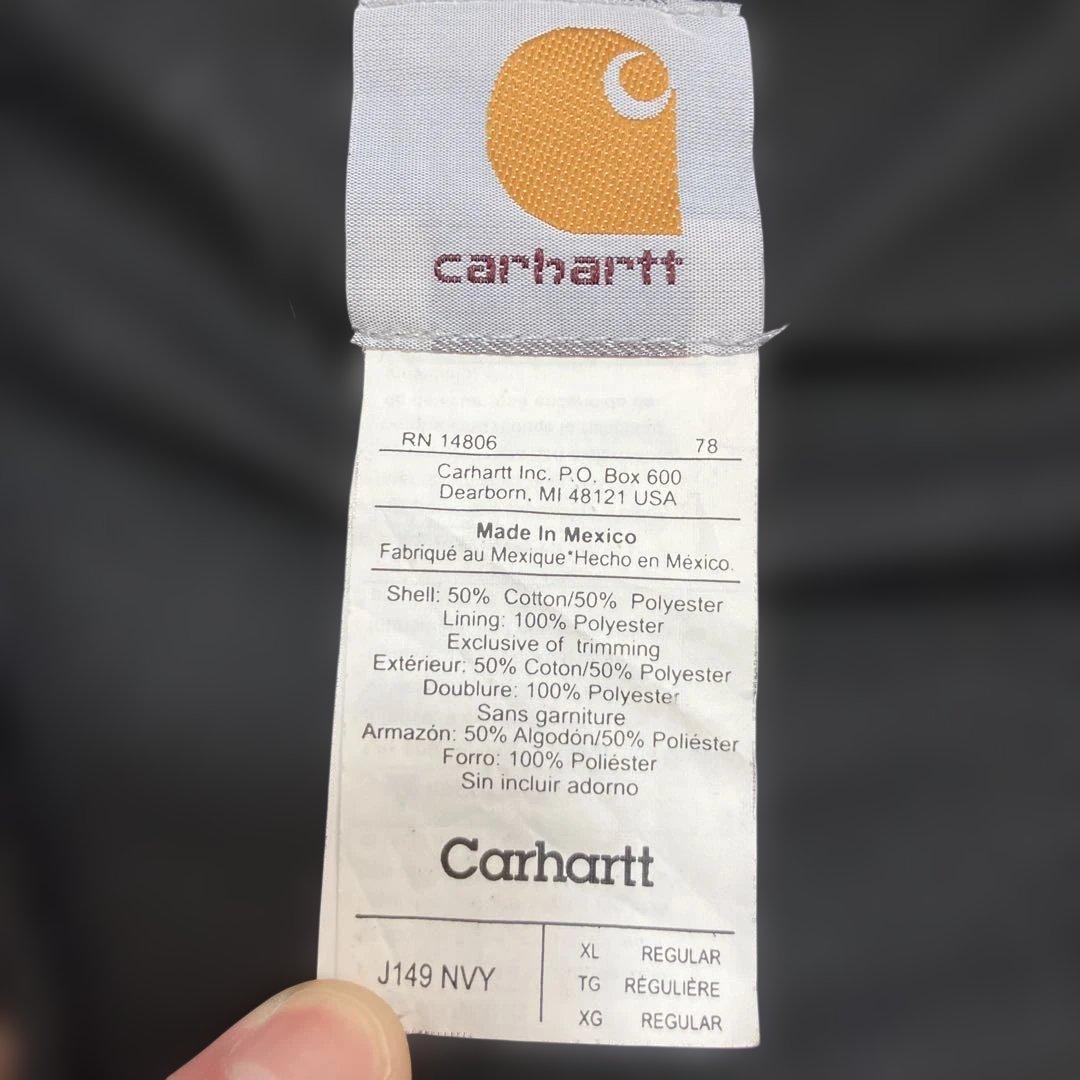 carhartt
RN 14806 78
Carhartt Inc. P.O. Box 600
Dearborn, MI 48121 USA
Made In Mexico
Fabriqué au Mexique*Hecho en México.
Shell: 50% Cotton/50% Polyester
Lining: 100% Polyester
Exclusive of trimming
Extérieur: 50% Coton/50% Polyester
Doublure: 100% Polyester
Sans garniture
Armazón: 50% Algodón/50% Poliéster
Forro: 100% Poliéster
Sin incluir adorno
Carhartt
J149 NVY
XL REGULAR
TG RÉGULIÈRE
XG REGULAR